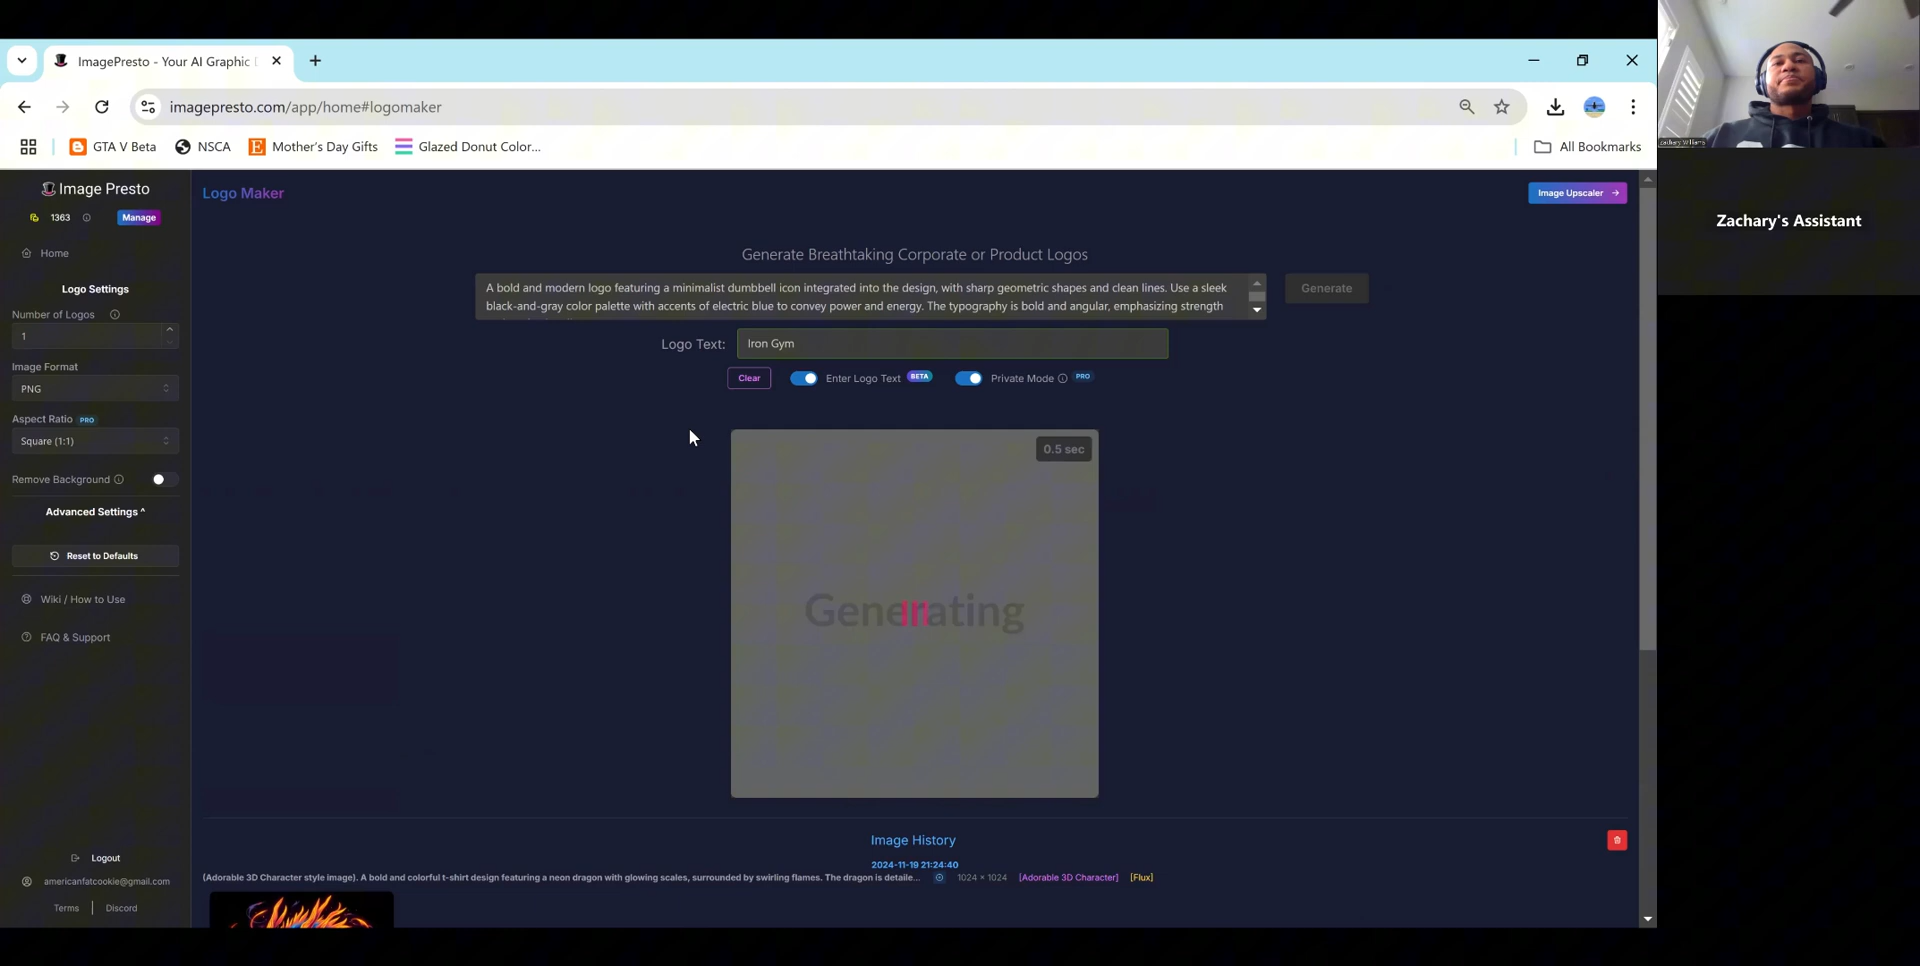 ImagePresto - Your AI Graphic
imagepresto.com/app/home#logomaker
GTA V Beta
NSCA
Mother's Day Gifts
Glazed Donut Color...
All Bookmarks
Image Presto
1363
Manage
Home
Logo Settings
Number of Logos
1
Image Format
PNG
Aspect Ratio PRO
Square (1:1)
Remove Background
Advanced Settings ^
Reset to Defaults
Wiki / How to Use
FAQ & Support
Logout
americanfatcookie@gmail.com
Terms
Discord
Logo Maker
Image Upscaler
Generate Breathtaking Corporate or Product Logos
A bold and modern logo featuring a minimalist dumbbell icon integrated into the design, with sharp geometric shapes and clean lines. Use a sleek
black-and-gray color palette with accents of electric blue to convey power and energy. The typography is bold and angular, emphasizing strength
Generate
Logo Text:
Iron Gym
Clear
Enter Logo Text BETA
Private Mode PRO
0.5 sec
Generating
Image History
2024-11-19 21:24:40
(Adorable 3D Character style image). A bold and colorful t-shirt design featuring a neon dragon with glowing scales, surrounded by swirling flames. The dragon is detaile...
1024 × 1024
[Adorable 3D Character]
[Flux]
Zachary Williams
Zachary's Assistant